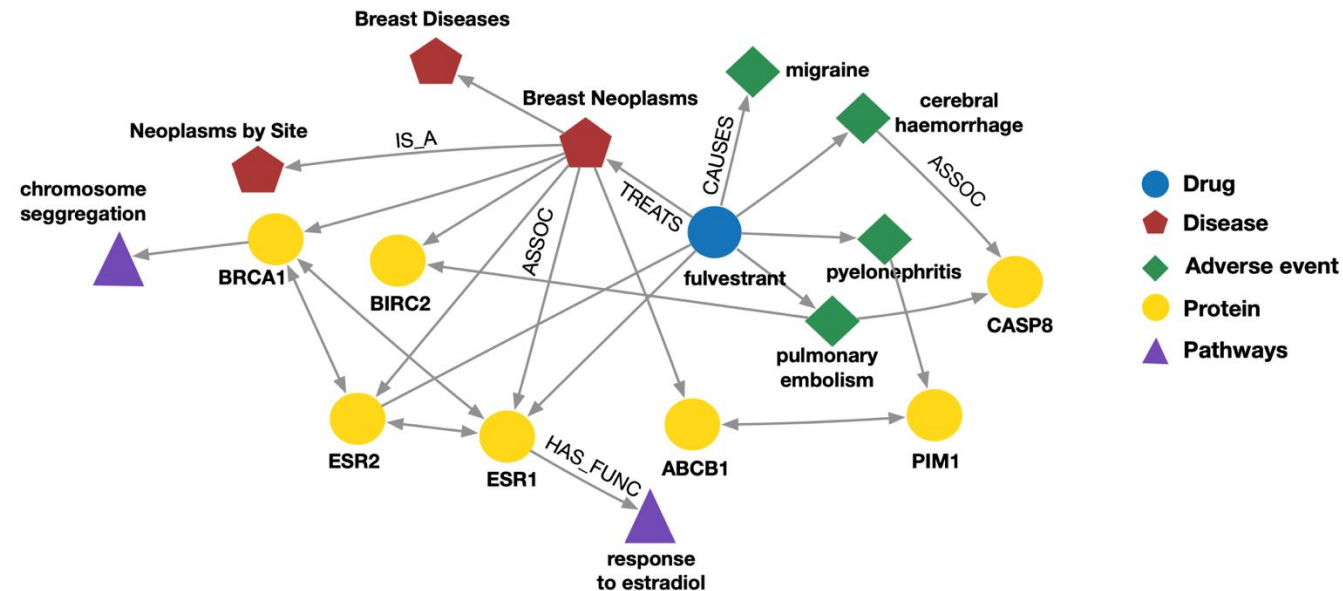 Breast Diseases
migraine
Breast Neoplasms
cerebral
haemorrhage
Neoplasms by Site
IS_A
CAUSES
ASSOC
chromosome
seggregation
TREATS
Drug
Disease
Adverse event
Protein
Pathways
ASSOC
BRCA1
BIRC2
fulvestrant
pyelonephritis
CASP8
pulmonary
embolism
ESR2
ESR1
HAS_FUNC
ABCB1
PIM1
response
to estradiol